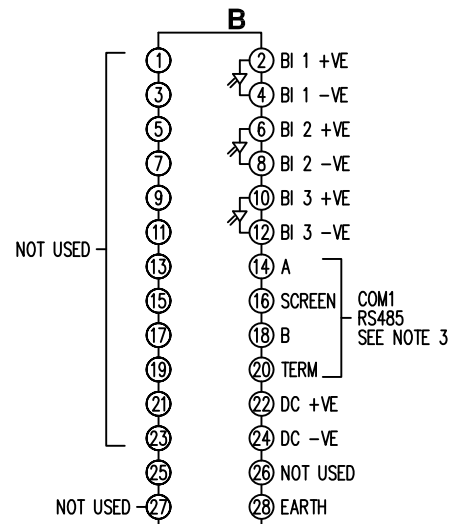 B
1 2 BI 1 +VE
3 4 BI 1 -VE
5 6 BI 2 +VE
7 8 BI 2 -VE
9 10 BI 3 +VE
11 12 BI 3 -VE
NOT USED
13 14 A
15 16 SCREEN
17 18 B
19 20 TERM
COM1
RS485
SEE NOTE 3
21 22 DC +VE
23 24 DC -VE
25 26 NOT USED
NOT USED 27 28 EARTH